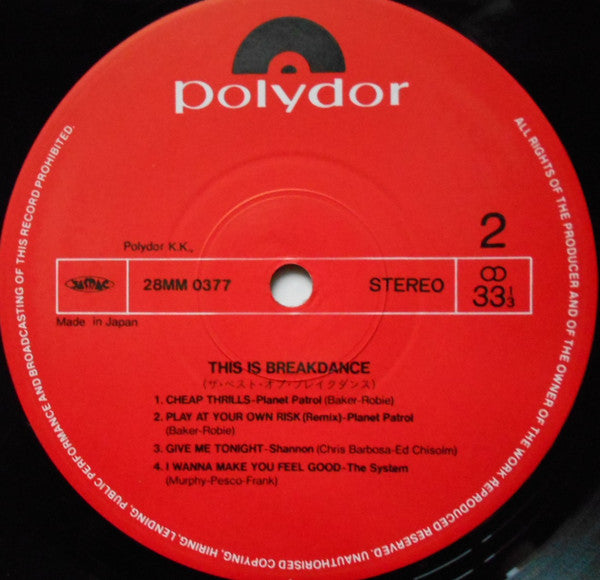 polydor
Polydor K.K.,
2
JASRAC
28MM 0377
STEREO
33 1/3
Made in Japan
THIS IS BREAKDANCE
(ザ・ベスト・オブ・ブレイクダンス)
1. CHEAP THRILLS-Planet Patrol (Baker-Robie)
2. PLAY AT YOUR OWN RISK (Remix)-Planet Patrol
(Baker-Robie)
3. GIVE ME TONIGHT-Shannon (Chris Barbosa-Ed Chisolm)
4. I WANNA MAKE YOU FEEL GOOD-The System
(Murphy-Pesco-Frank)
ALL RIGHTS OF THE PRODUCER AND OF THE OWNER OF THE WORK REPRODUCED RESERVED. UNAUTHORISED COPYING, HIRING, LENDING, PUBLIC PERFORMANCE AND BROADCASTING OF THIS RECORD PROHIBITED.